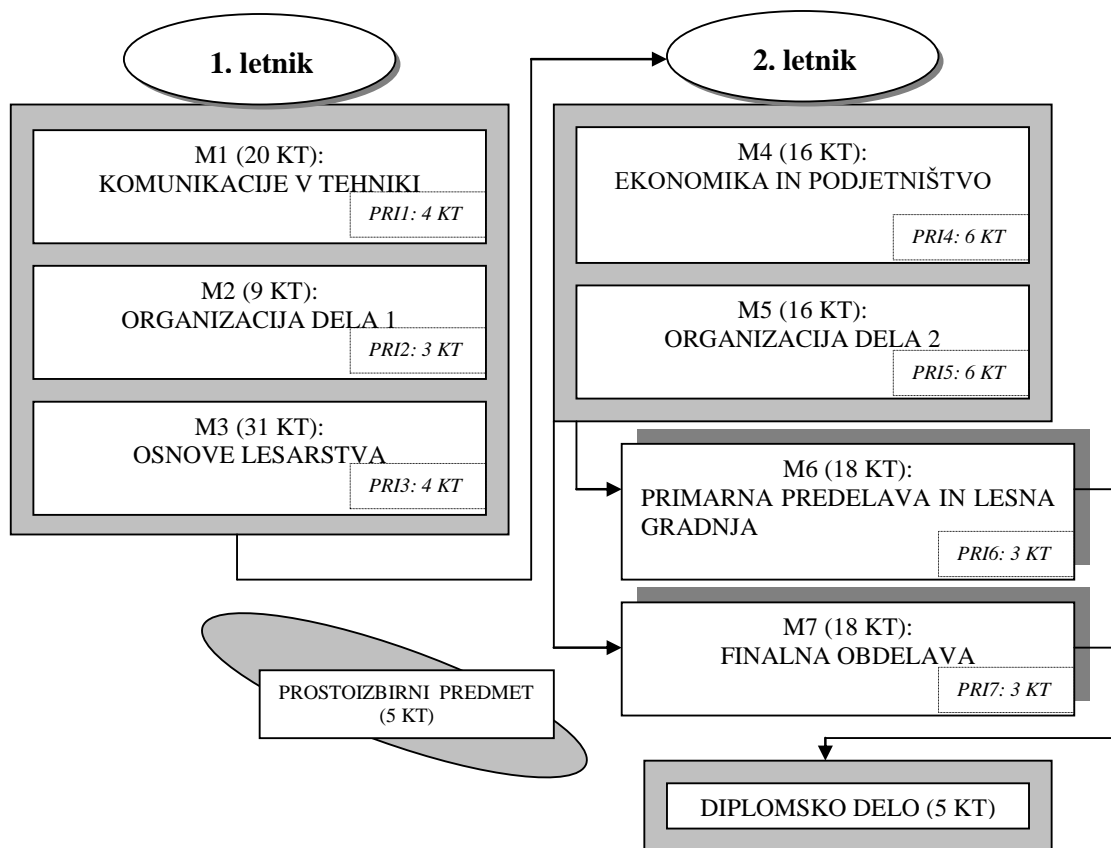 1. letnik
M1 (20 KT):
KOMUNIKACIJE V TEHNIKI
PRI1: 4 KT
M2 (9 KT):
ORGANIZACIJA DELA 1
PRI2: 3 KT
M3 (31 KT):
OSNOVE LESARSTVA
PRI3: 4 KT
2. letnik
M4 (16 KT):
EKONOMIKA IN PODJETNIŠTVO
PRI4: 6 KT
M5 (16 KT):
ORGANIZACIJA DELA 2
PRI5: 6 KT
M6 (18 KT):
PRIMARNA PREDELAVA IN LESNA
GRADNJA
PRI6: 3 KT
M7 (18 KT):
FINALNA OBDELAVA
PRI7: 3 KT
PROSTOIZBIRNI PREDMET
(5 KT)
DIPLOMSKO DELO (5 KT)